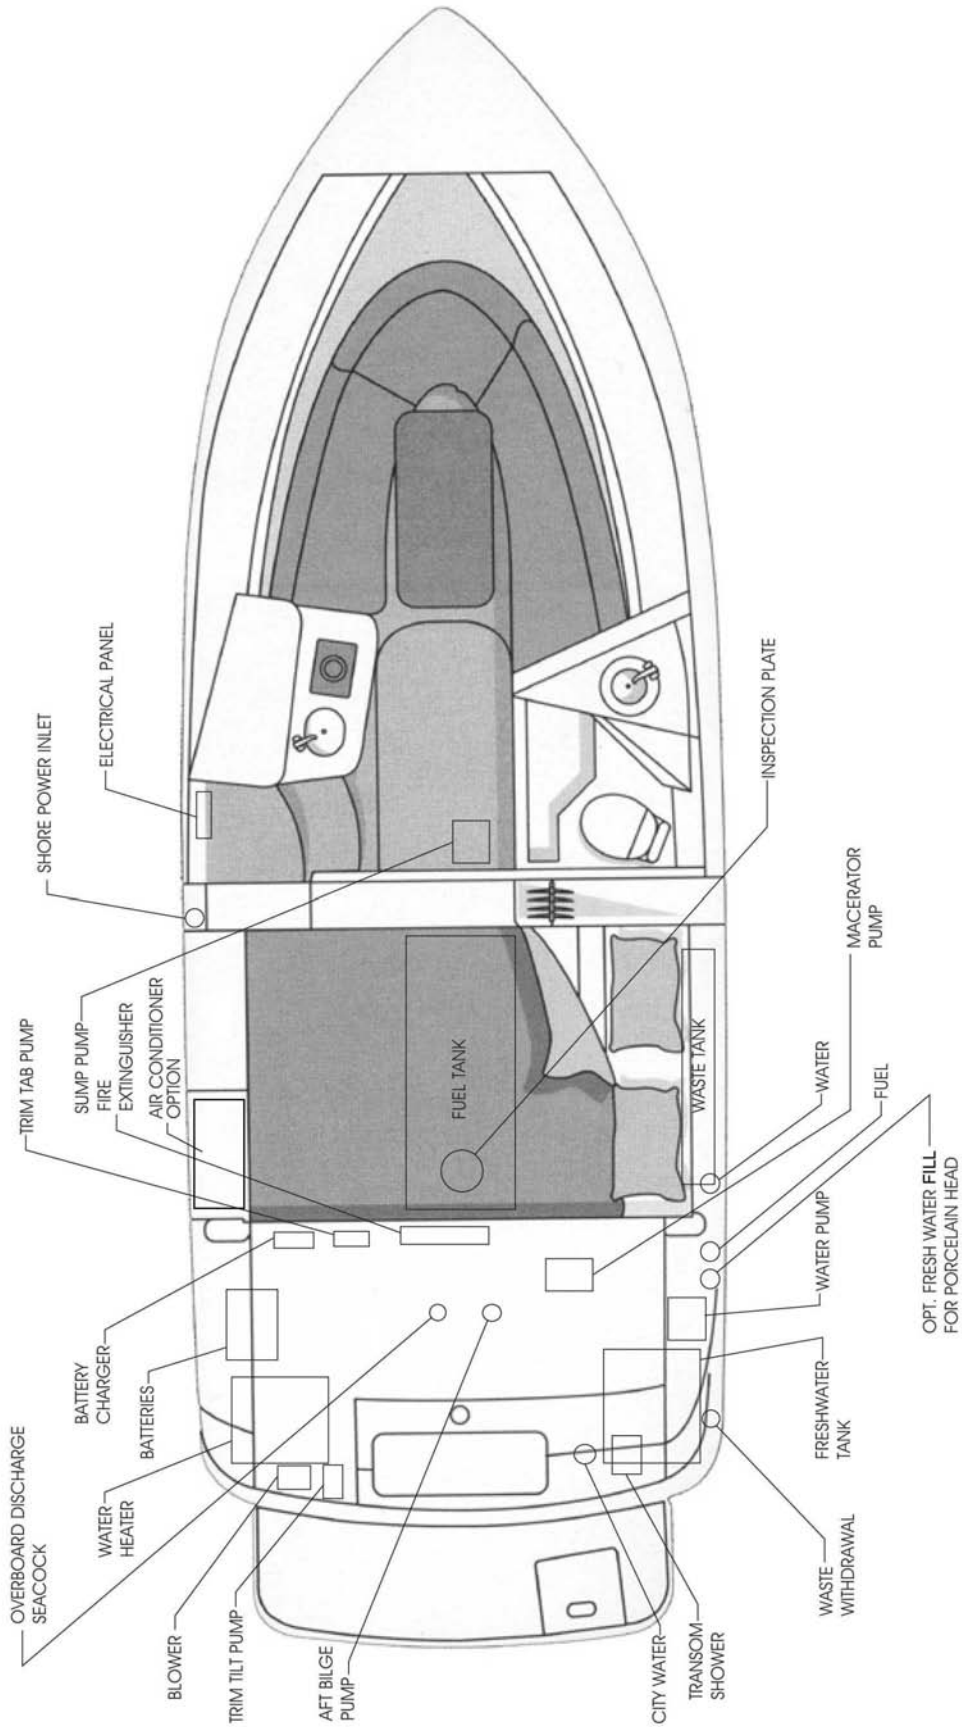 OVERBOARD DISCHARGE
SEACOCK
BLOWER
TRIM TILT PUMP
AFT BILGE
PUMP
WATER
HEATER
BATTERIES
BATTERY
CHARGER
TRIM TAB PUMP
SUMP PUMP
FIRE
EXTINGUISHER
AIR CONDITIONER
OPTION
SHORE POWER INLET
ELECTRICAL PANEL
FUEL TANK
WASTE TANK
INSPECTION PLATE
MACERATOR
PUMP
WATER
FUEL
OPT. FRESH WATER FILL
FOR PORCELAIN HEAD
WATER PUMP
FRESHWATER
TANK
WASTE
WITHDRAWAL
TRANSOM
SHOWER
CITY WATER